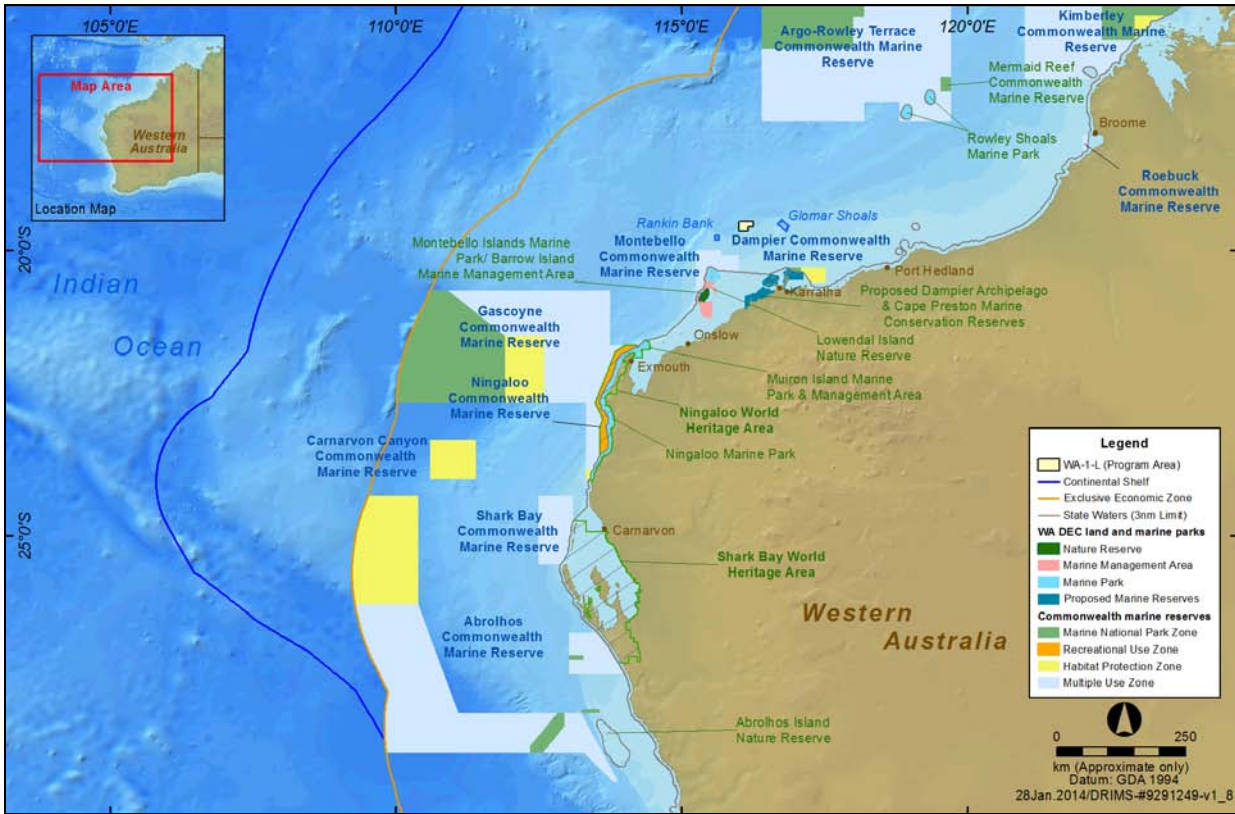 105°0'E
110°0'E
115°0'E
120°0'E
Map Area
Western
Australia
Location Map
Argo-Rowley Terrace
Commonwealth Marine
Reserve
Kimberley
Commonwealth Marine
Reserve
Mermaid Reef
Commonwealth
Marine Reserve
Rowley Shoals
Marine Park
Broome
Roebuck
Commonwealth
Marine Reserve
20°0'S
Indian
Ocean
Rankin Bank
Glomar Shoals
Montebello Islands Marine
Park/ Barrow Island
Marine Management Area
Montebello
Commonwealth
Marine Reserve
Dampier Commonwealth
Marine Reserve
Port Hedland
Karratha
Proposed Dampier Archipelago
& Cape Preston Marine
Conservation Reserves
Gascoyne
Commonwealth
Marine Reserve
Onslow
Lowendal Island
Nature Reserve
Exmouth
Muiron Island Marine
Park & Management Area
Ningaloo
Commonwealth
Marine Reserve
Ningaloo World
Heritage Area
Ningaloo Marine Park
Carnarvon Canyon
Commonwealth
Marine Reserve
25°0'S
Shark Bay
Commonwealth
Marine Reserve
Carnarvon
Shark Bay World
Heritage Area
Western
Australia
Abrolhos
Commonwealth
Marine Reserve
Abrolhos Island
Nature Reserve
Legend
WA-1-L (Program Area)
Continental Shelf
Exclusive Economic Zone
State Waters (3nm Limit)
WA DEC land and marine parks
Nature Reserve
Marine Management Area
Marine Park
Proposed Marine Reserves
Commonwealth marine reserves
Marine National Park Zone
Recreational Use Zone
Habitat Protection Zone
Multiple Use Zone
0 250
km (Approximate only)
Datum: GDA 1994
28Jan.2014/DRIMS-#9291249-v1_8
105°0'E
110°0'E
115°0'E
120°0'E